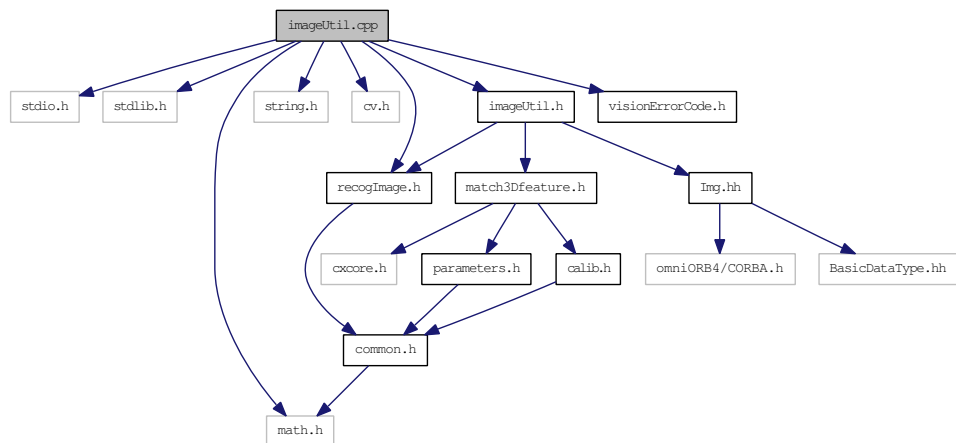 imageUtil.cpp
stdio.h
stdlib.h
string.h
cv.h
imageUtil.h
visionErrorCode.h
recogImage.h
match3Dfeature.h
Img.hh
cxcore.h
parameters.h
calib.h
omniORB4/CORBA.h
BasicDataType.hh
common.h
math.h